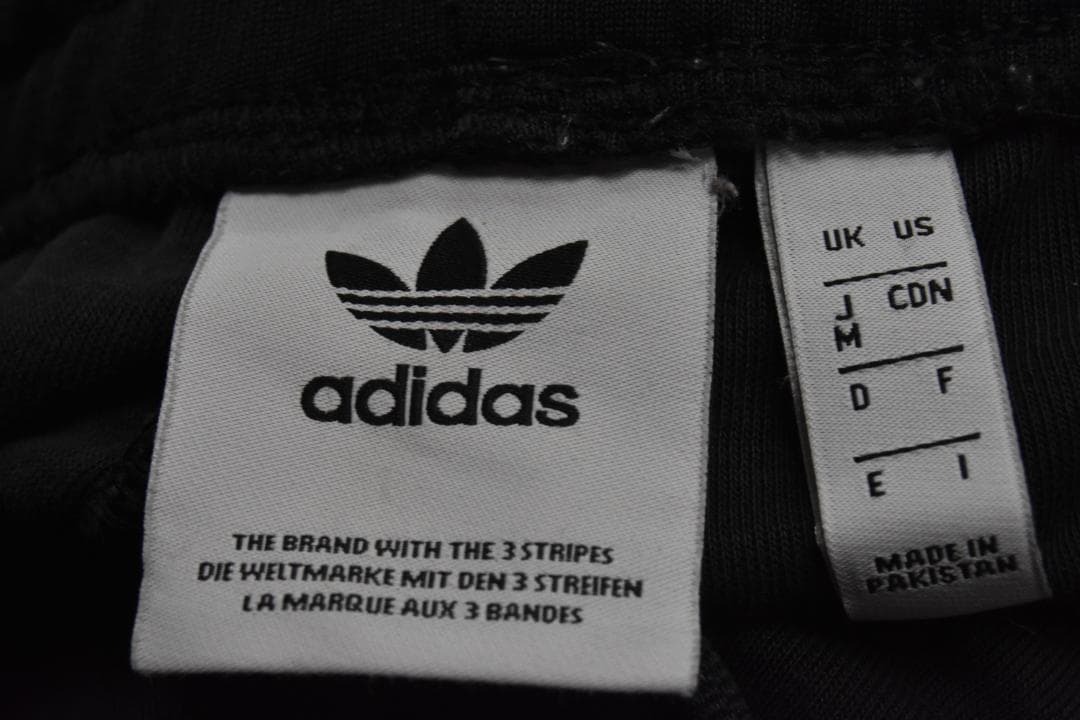 adidas
THE BRAND WITH THE 3 STRIPES
DIE WELTMARKE MIT DEN 3 STREIFEN
LA MARQUE AUX 3 BANDES
UK US
J CDN
M
D F
E I
MADE IN
PAKISTAN